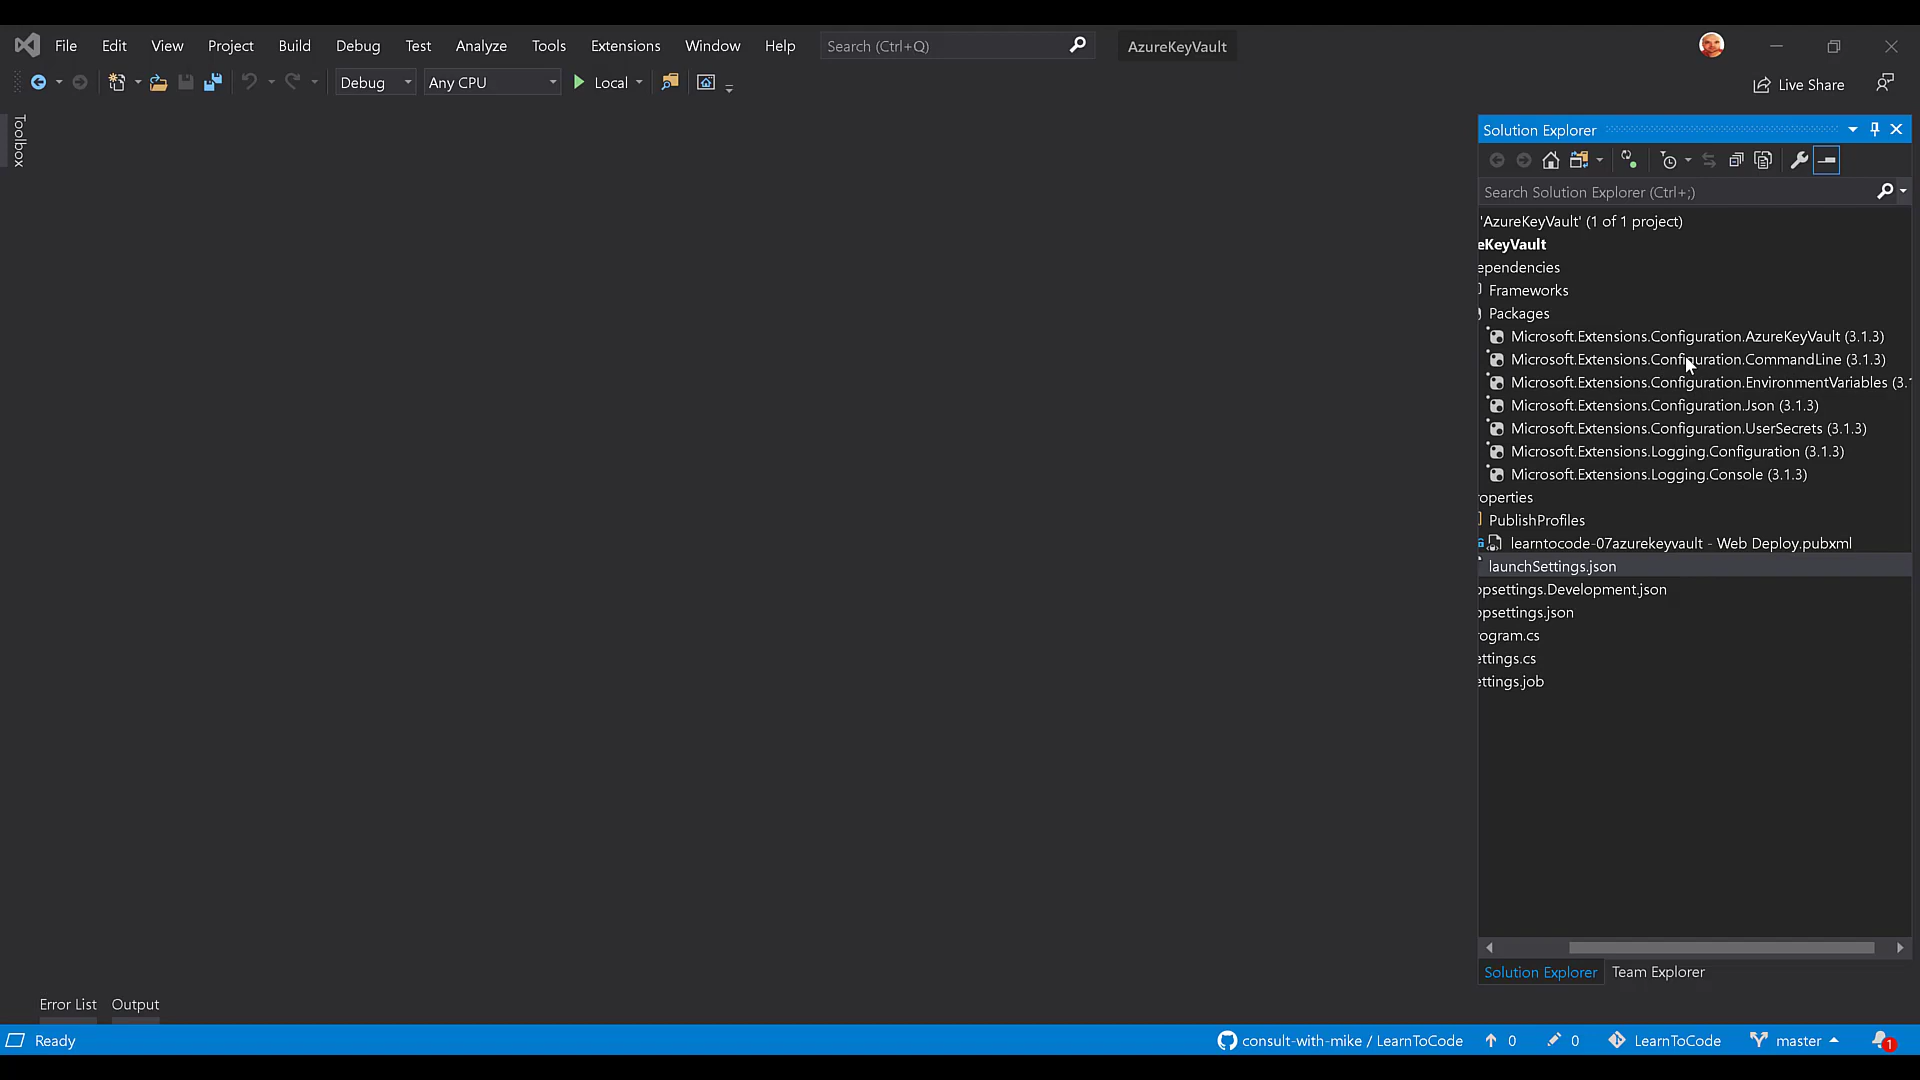 File Edit View Project Build Debug Test Analyze Tools Extensions Window Help Search (Ctrl+Q) AzureKeyVault
Debug Any CPU Local Live Share
Toolbox
Solution Explorer
Search Solution Explorer (Ctrl+;)
'AzureKeyVault' (1 of 1 project)
eKeyVault
ependencies
Frameworks
Packages
Microsoft.Extensions.Configuration.AzureKeyVault (3.1.3)
Microsoft.Extensions.Configuration.CommandLine (3.1.3)
Microsoft.Extensions.Configuration.EnvironmentVariables (3.1
Microsoft.Extensions.Configuration.Json (3.1.3)
Microsoft.Extensions.Configuration.UserSecrets (3.1.3)
Microsoft.Extensions.Logging.Configuration (3.1.3)
Microsoft.Extensions.Logging.Console (3.1.3)
roperties
PublishProfiles
learntocode-07azurekeyvault - Web Deploy.pubxml
launchSettings.json
ppsettings.Development.json
ppsettings.json
rogram.cs
ettings.cs
ettings.job
Solution Explorer Team Explorer
Error List Output
Ready consult-with-mike / LearnToCode 0 0 LearnToCode master 1